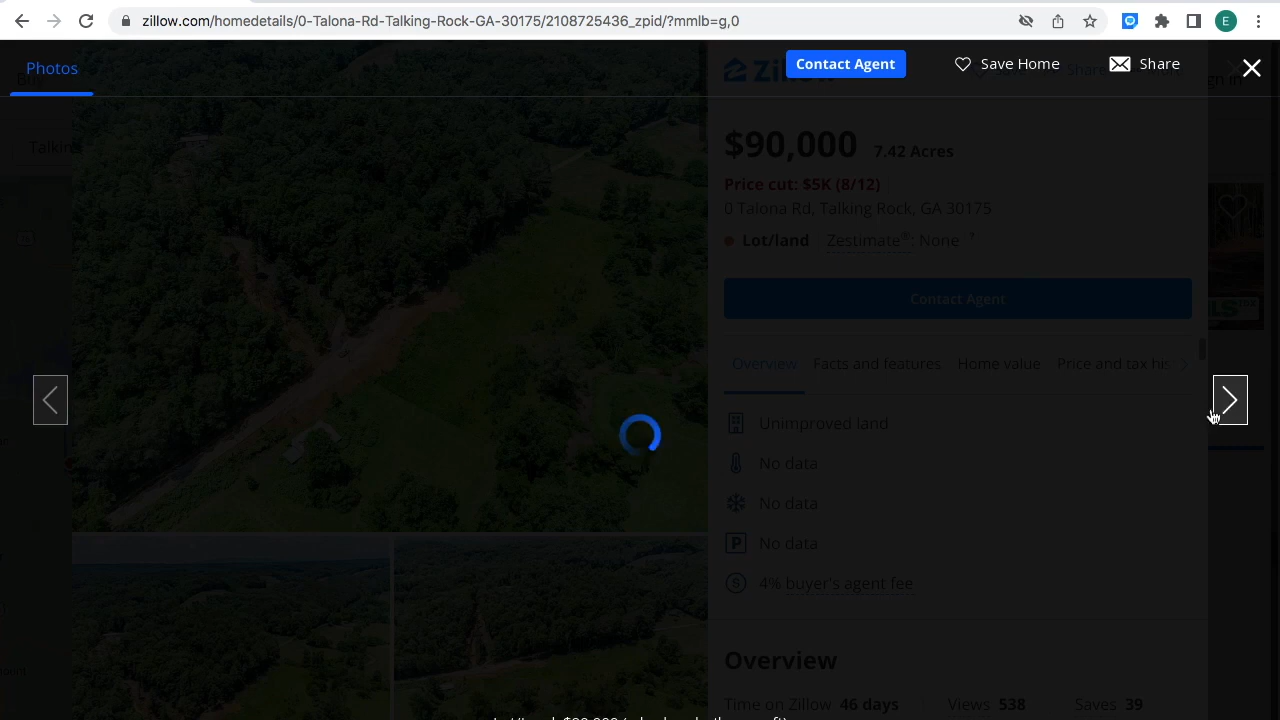 zillow.com/homedetails/0-Talona-Rd-Talking-Rock-GA-30175/2108725436_zpid/?mmlb=g,0
E
Photos
Contact Agent
Save Home
Share
$90,000 7.42 Acres
Price cut: $5K (8/12)
0 Talona Rd, Talking Rock, GA 30175
Lot/land Zestimate®: None ?
Contact Agent
Overview Facts and features Home value Price and tax his
Unimproved land
No data
No data
P No data
$ 4% buyer's agent fee
Overview
Time on Zillow 46 days Views 538 Saves 39